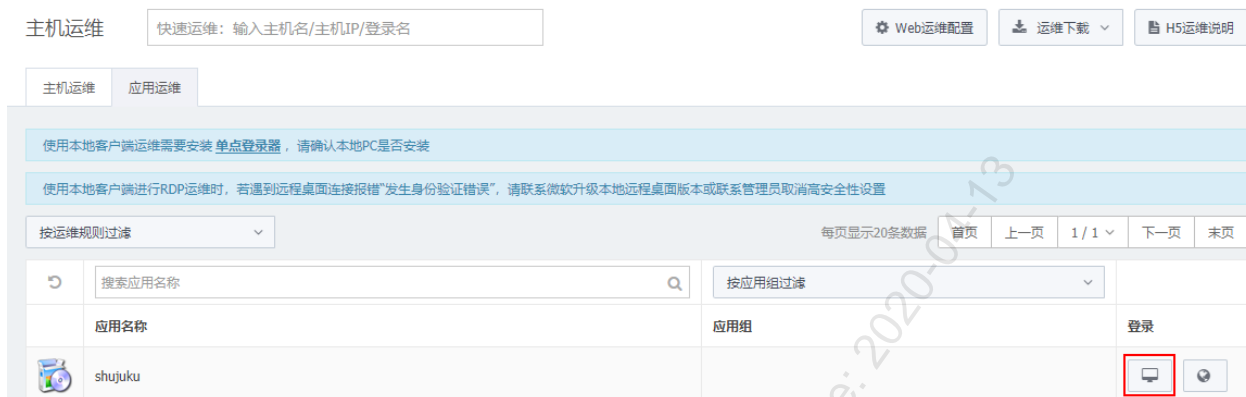 主机运维 快速运维：输入主机名/主机IP/登录名 Web运维配置 运维下载 H5运维说明
主机运维 应用运维
使用本地客户端运维需要安装 单点登录器 ，请确认本地PC是否安装
使用本地客户端进行RDP运维时，若遇到远程桌面连接报错"发生身份验证错误"，请联系微软升级本地远程桌面版本或联系管理员取消高安全性设置
按运维规则过滤 每页显示20条数据 首页 上一页 1 / 1 下一页 末页
搜索应用名称 按应用组过滤
应用名称 应用组 登录
shujuku
e: 2020-04-13